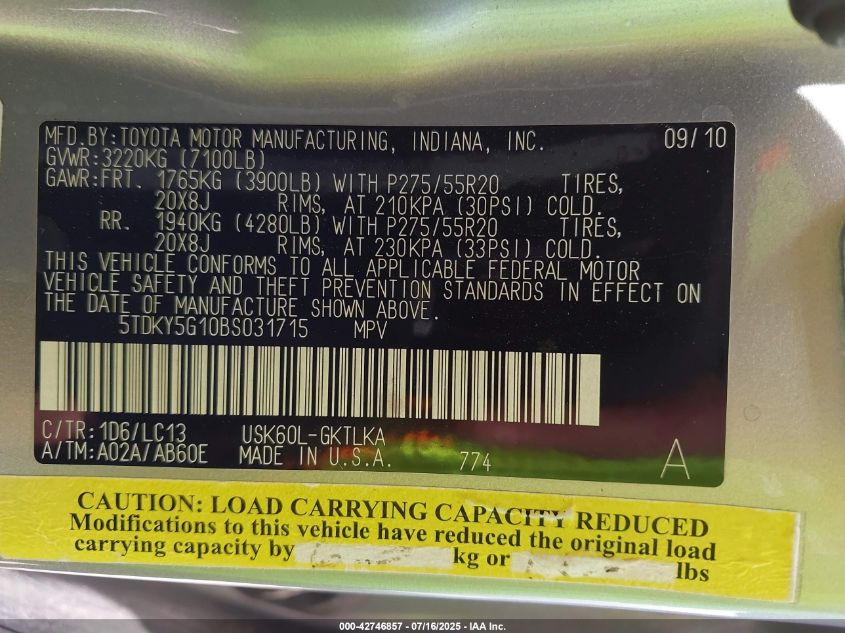 MFD.BY:TOYOTA MOTOR MANUFACTURING, INDIANA, INC. 09/10
GVWR:3220KG (7100LB)
GAWR:FRT. 1765KG (3900LB) WITH P275/55R20 TIRES,
20X8J RIMS, AT 210KPA (30PSI) COLD.
RR. 1940KG (4280LB) WITH P275/55R20 TIRES,
20X8J RIMS, AT 230KPA (33PSI) COLD.
THIS VEHICLE CONFORMS TO ALL APPLICABLE FEDERAL MOTOR
VEHICLE SAFETY AND THEFT PREVENTION STANDARDS IN EFFECT ON
THE DATE OF MANUFACTURE SHOWN ABOVE.
5TDKY5G10BS031715 MPV
C/TR:1D6/LC13 USK60L-GKTLKA
A/TM:A02A/AB60E MADE IN U.S.A. 774 A
CAUTION: LOAD CARRYING CAPACITY REDUCED
Modifications to this vehicle have reduced the original load
carrying capacity by kg or lbs
000-42746857 - 07/16/2025 - IAA Inc.